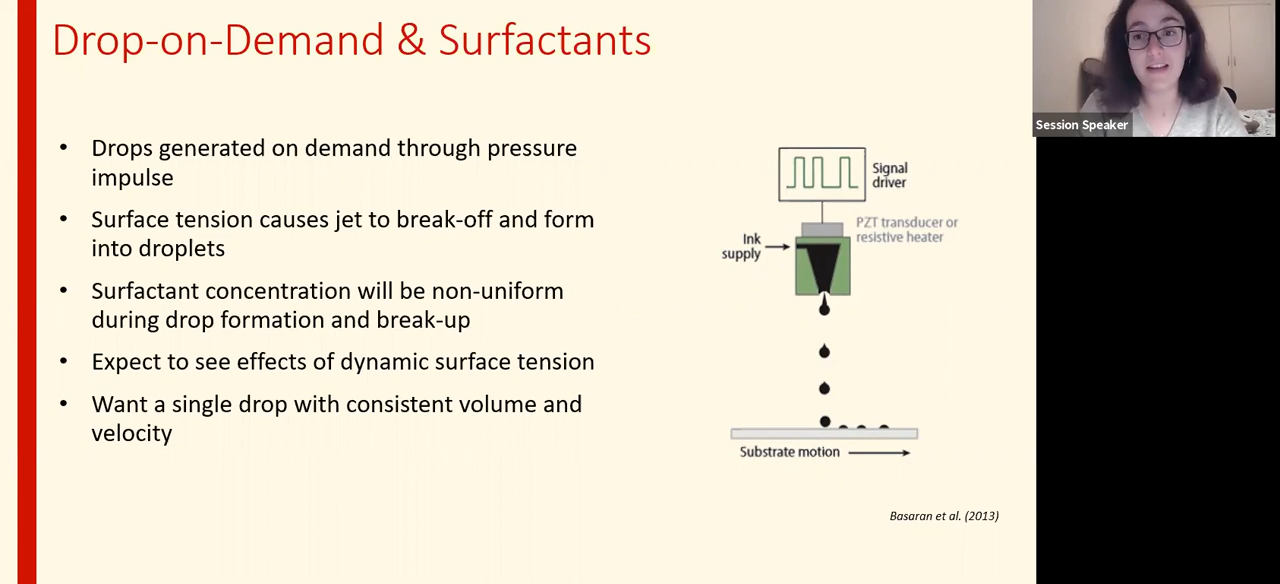 Drop-on-Demand & Surfactants
• Drops generated on demand through pressure
impulse
• Surface tension causes jet to break-off and form
into droplets
• Surfactant concentration will be non-uniform
during drop formation and break-up
• Expect to see effects of dynamic surface tension
• Want a single drop with consistent volume and
velocity
Signal
driver
PZT transducer or
resistive heater
Ink
supply
Substrate motion
Basaran et al. (2013)
Session Speaker